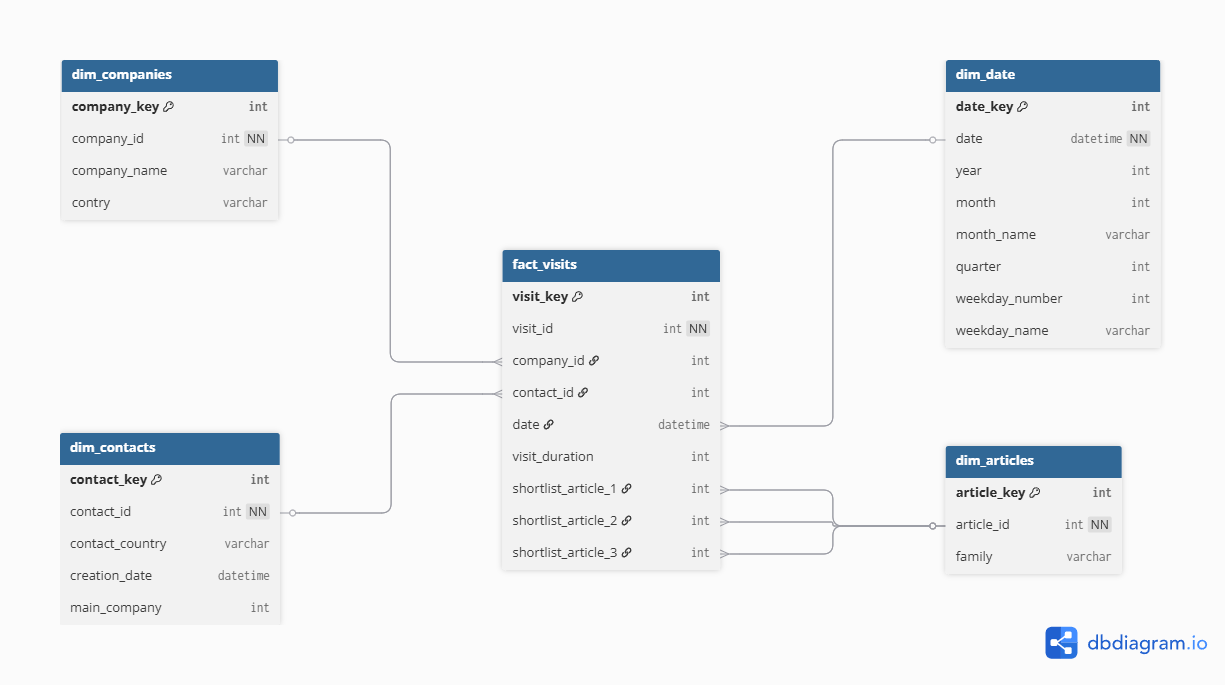 dim_companies
company_key int
company_id int NN
company_name varchar
contry varchar
dim_date
date_key int
date datetime NN
year int
month int
month_name varchar
quarter int
weekday_number int
weekday_name varchar
fact_visits
visit_key int
visit_id int NN
company_id int
contact_id int
date datetime
visit_duration int
shortlist_article_1 int
shortlist_article_2 int
shortlist_article_3 int
dim_contacts
contact_key int
contact_id int NN
contact_country varchar
creation_date datetime
main_company int
dim_articles
article_key int
article_id int NN
family varchar
dbdiagram.io